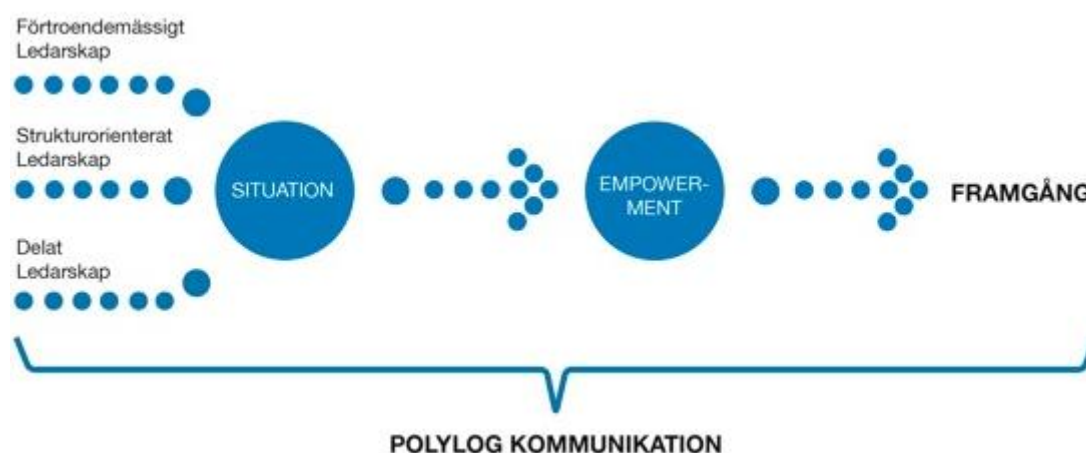 Förtroendemässigt
Ledarskap
Strukturorienterat
Ledarskap
Delat
Ledarskap
SITUATION
EMPOWER-
MENT
FRAMGÅNG
POLYLOG KOMMUNIKATION